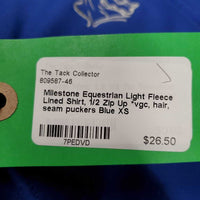 The Tack Collector
809567-46
Milestone Equestrian Light Fleece
Lined Shirt, 1/2 Zip Up *vgc, hair,
seam puckers Blue XS
$26.50
7PEDVD